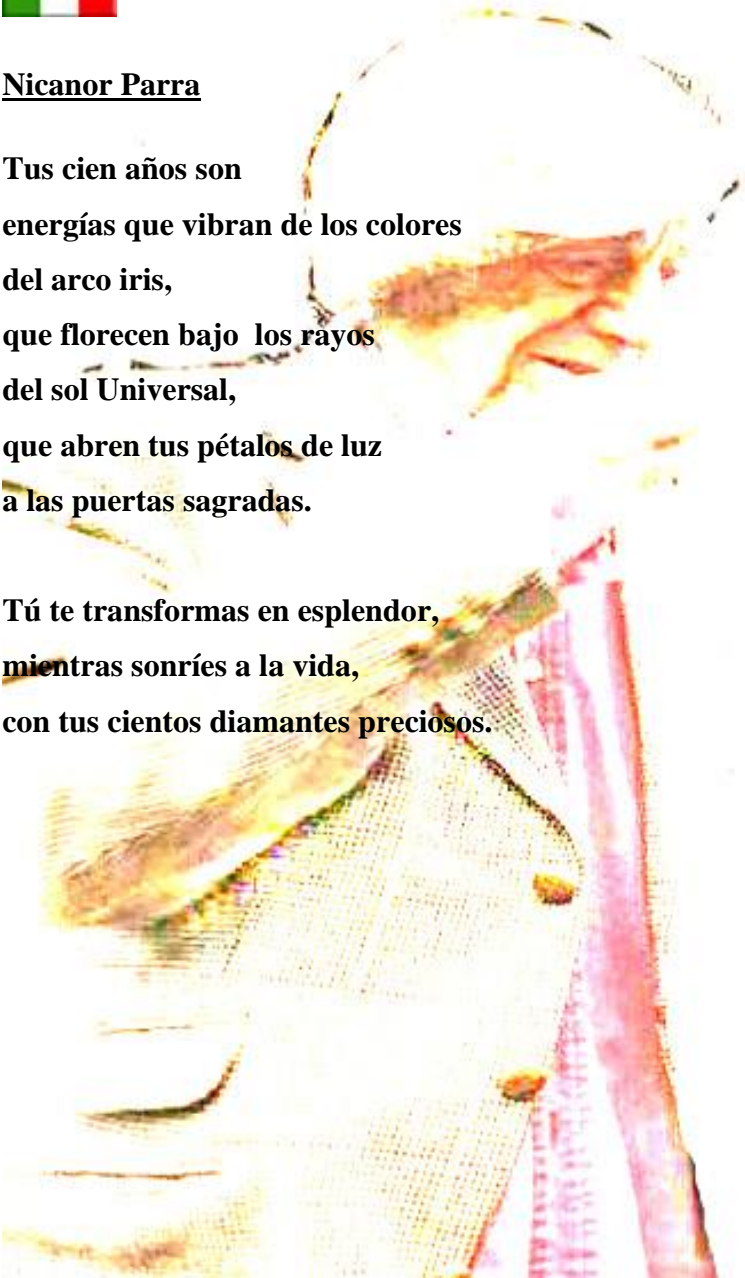 Nicanor Parra
Tus cien años son
energías que vibran de los colores
del arco iris,
que florecen bajo  los rayos
del sol Universal,
que abren tus pétalos de luz
a las puertas sagradas.
Tú te transformas en esplendor,
mientras sonríes a la vida,
con tus cientos diamantes preciosos.